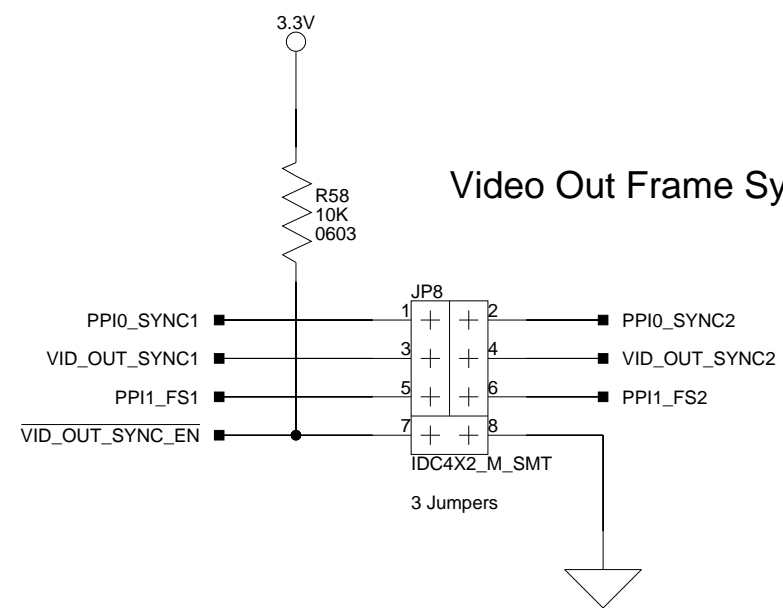 3.3V
Video Out Frame Sy
R58
10K
0603
JP8
PPI0_SYNC1 1 2 PPI0_SYNC2
VID_OUT_SYNC1 3 4 VID_OUT_SYNC2
PPI1_FS1 5 6 PPI1_FS2
VID_OUT_SYNC_EN 7 8
IDC4X2_M_SMT
3 Jumpers